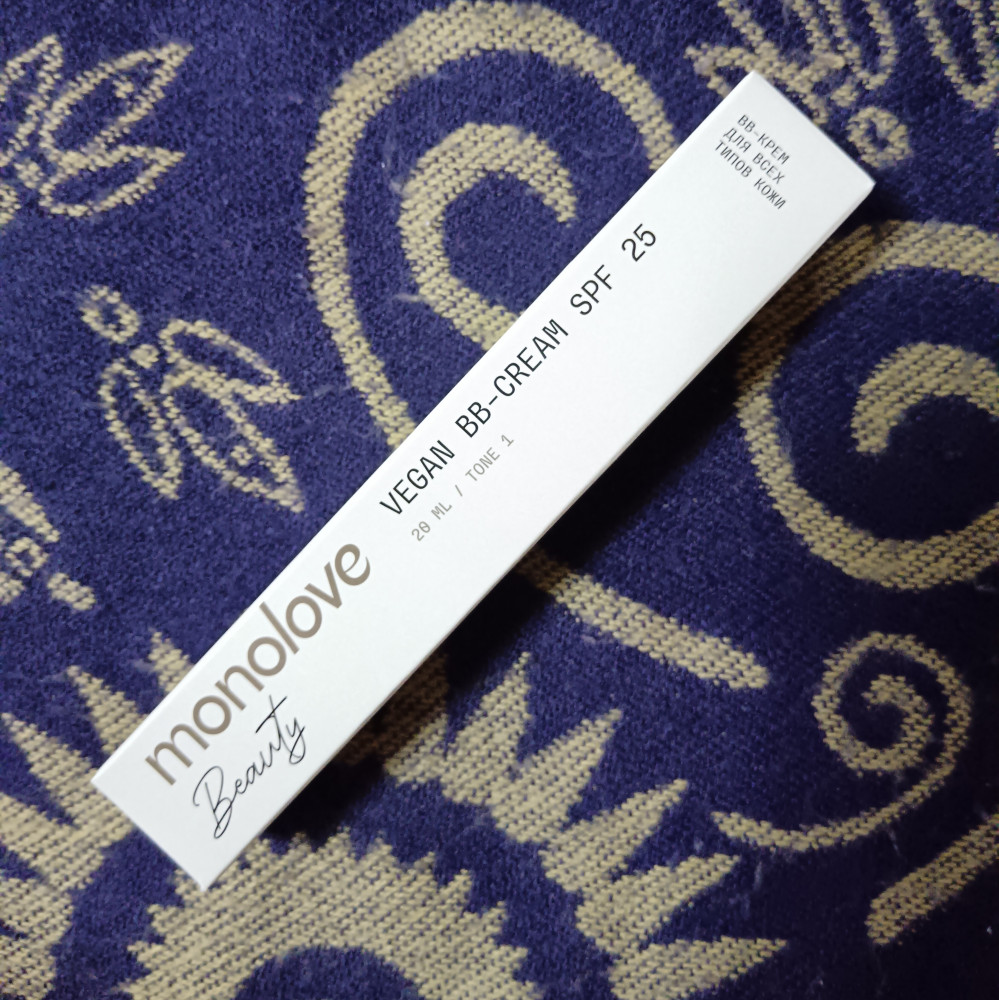 monolove
Beauty
VEGAN BB-CREAM SPF 25
20 ML / TONE 1
BB-КРЕМ
ДЛЯ ВСЕХ
ТИПОВ КОЖИ